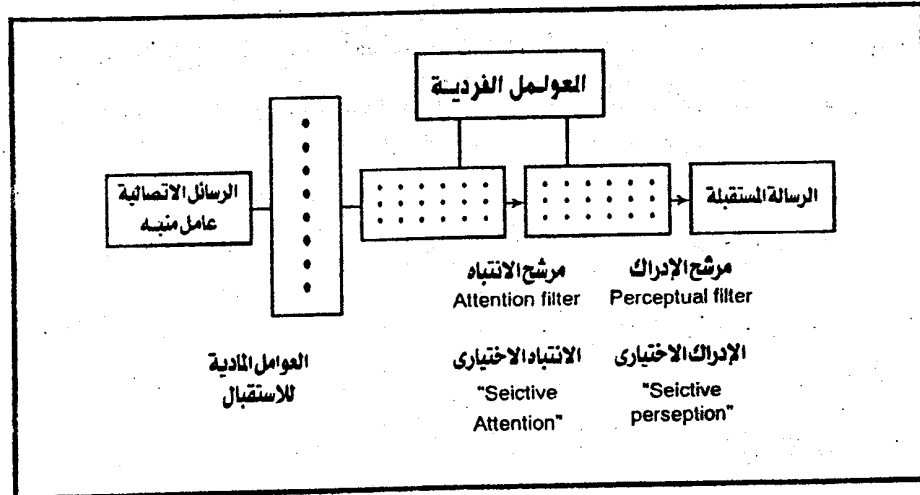 العوامل الفردية
الرسائل الاتصالية
عامل منبه
الرسالة المستقبلة
مرشح الانتباه
Attention filter
مرشح الإدراك
Perceptual filter
العوامل المادية
للاستقبال
الانتباه الاختيارى
"Seictive
Attention"
الإدراك الاختيارى
"Seictive
perseption"